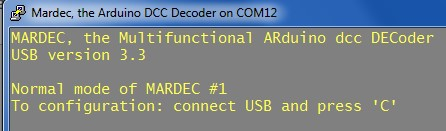 Mardec, the Arduino DCC Decoder on COM12
MARDEC, the Multifunctional ARduino dcc DECoder
USB version 3.3
Normal mode of MARDEC #1
To configuration: connect USB and press 'C'